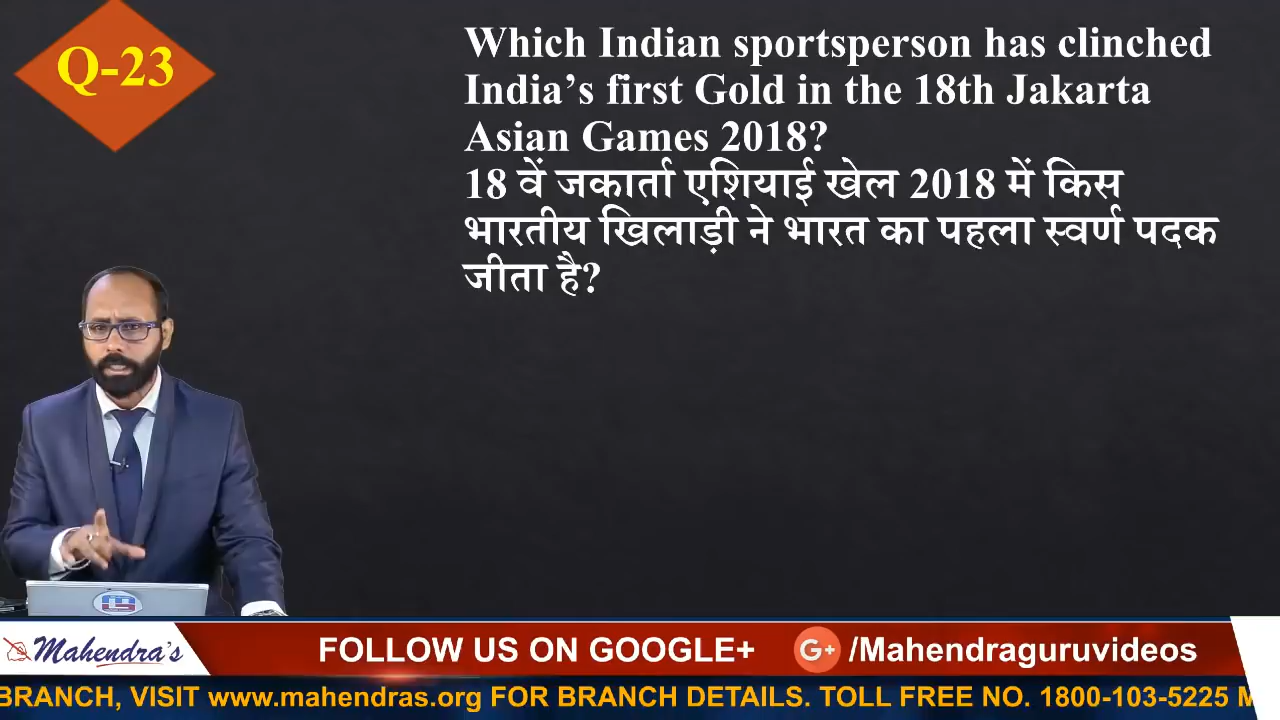 Q-23
Which Indian sportsperson has clinched
India's first Gold in the 18th Jakarta
Asian Games 2018?
18 वें जकार्ता एशियाई खेल 2018 में किस
भारतीय खिलाड़ी ने भारत का पहला स्वर्ण पदक
जीता है?
Mahendra's
FOLLOW US ON GOOGLE+
G+ /Mahendraguruvideos
BRANCH, VISIT www.mahendras.org FOR BRANCH DETAILS. TOLL FREE NO. 1800-103-5225 M